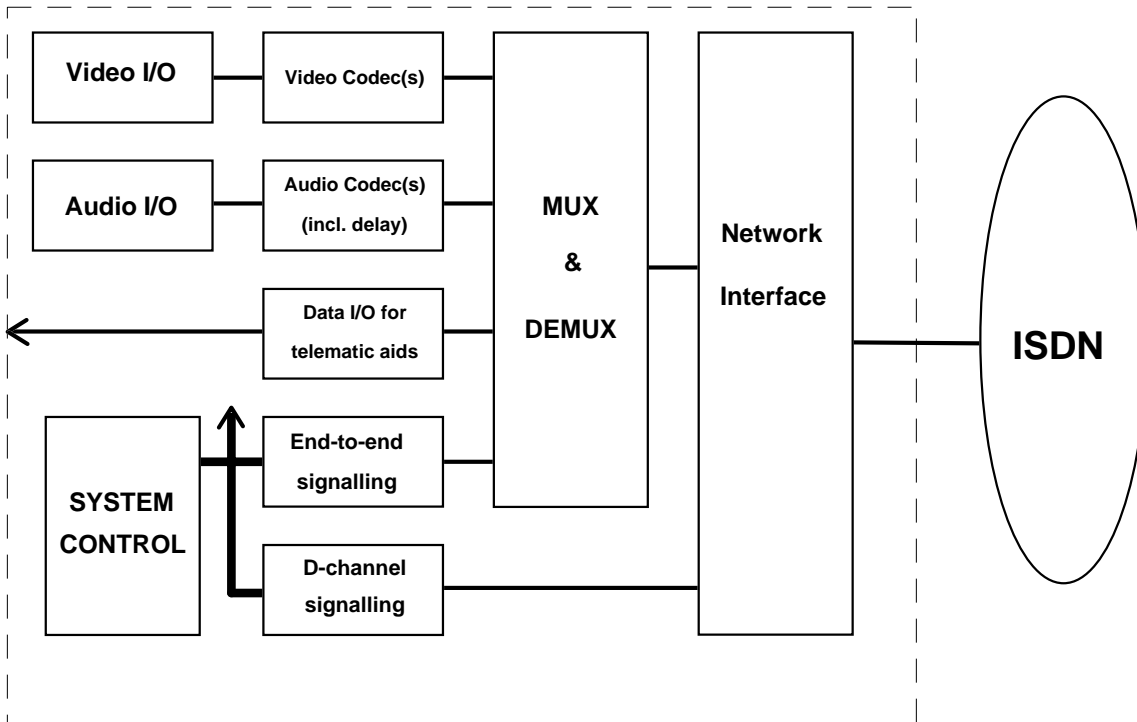 Video I/O
Video Codec(s)
Audio I/O
Audio Codec(s)
(incl. delay)
Data I/O for
telematic aids
SYSTEM
CONTROL
End-to-end
signalling
D-channel
signalling
MUX
&
DEMUX
Network
Interface
ISDN